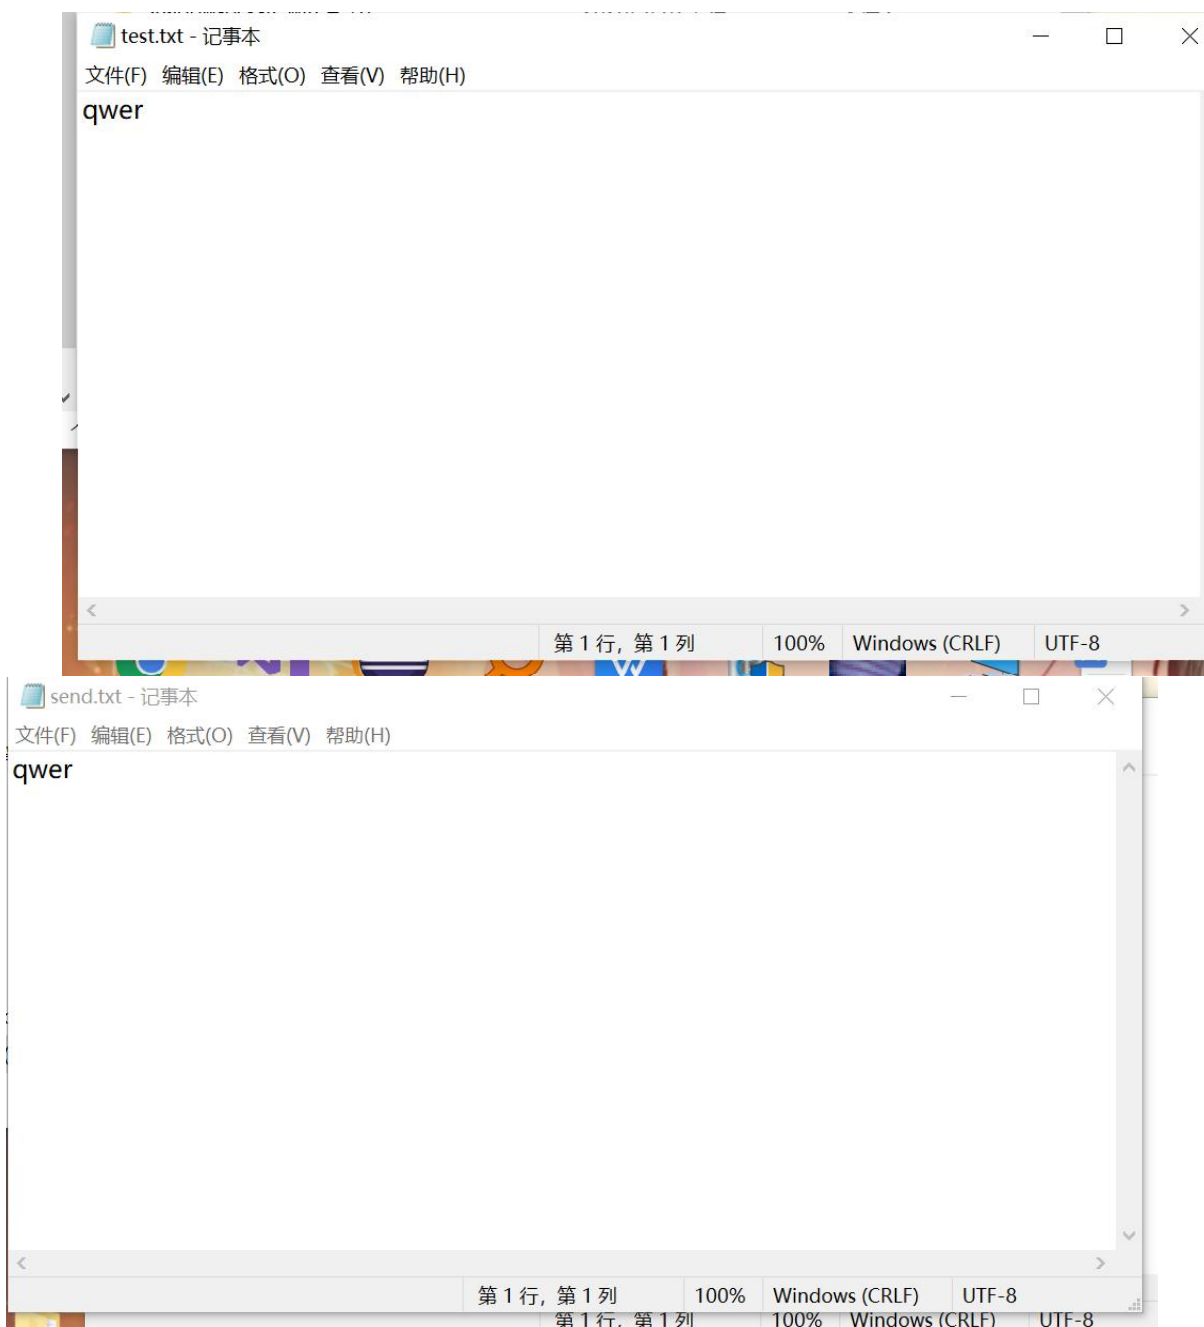 test.txt - 记事本
文件(F) 编辑(E) 格式(O) 查看(V) 帮助(H)
qwer
第 1 行，第 1 列 100% Windows (CRLF) UTF-8
send.txt - 记事本
文件(F) 编辑(E) 格式(O) 查看(V) 帮助(H)
qwer
第 1 行，第 1 列 100% Windows (CRLF) UTF-8
第 1 行，第 1 列 100% Windows (CRLF) UTF-8